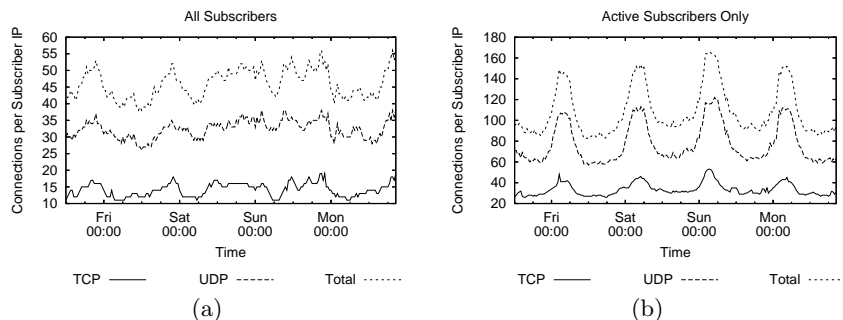 All Subscribers
Connections per Subscriber IP
60
55
50
45
40
35
30
25
20
15
10
Fri
00:00
Sat
00:00
Sun
00:00
Mon
00:00
Time
TCP
UDP
Total
(a)
Active Subscribers Only
Connections per Subscriber IP
180
160
140
120
100
80
60
40
20
Fri
00:00
Sat
00:00
Sun
00:00
Mon
00:00
Time
TCP
UDP
Total
(b)